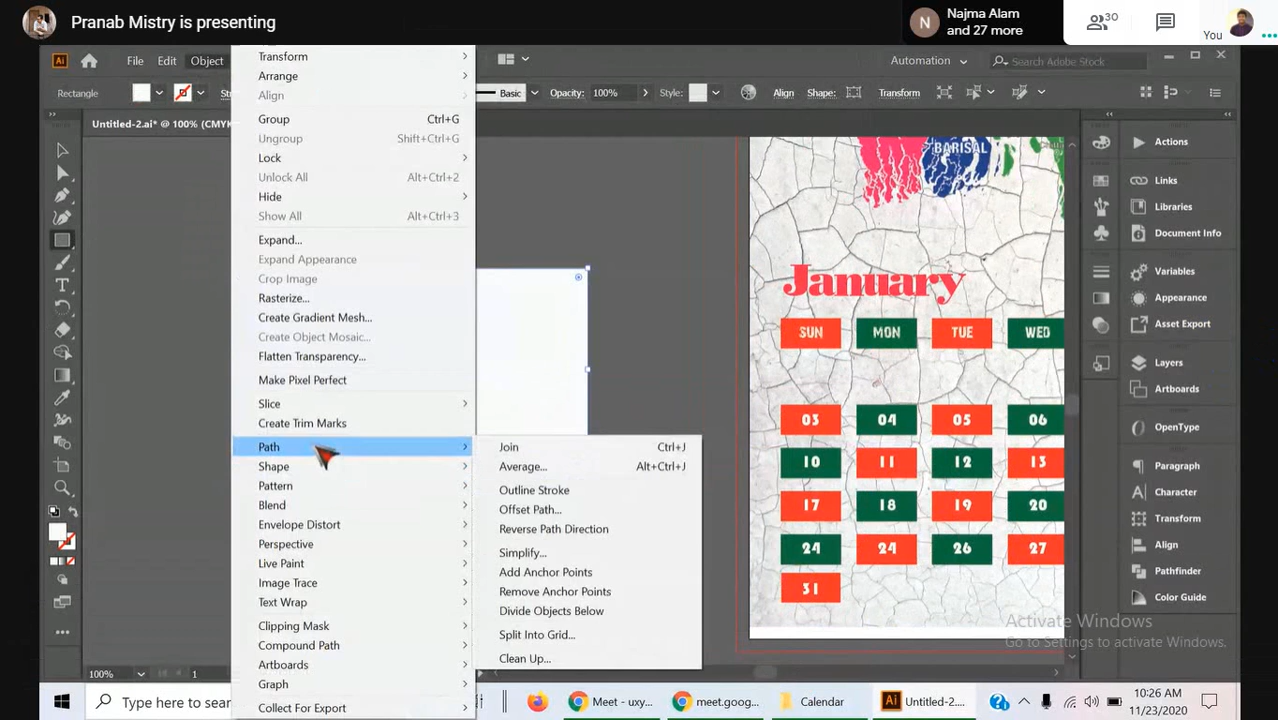 Pranab Mistry is presenting
N
Najma Alam
and 27 more
30
You
Ai
File
Edit
Object
Automation
Search Adobe Stock
Rectangle
Basic
Opacity:
100%
Style:
Align
Shape:
Transform
Untitled-2.ai* @ 100% (CMYK
Transform
Arrange
Align
Group Ctrl+G
Ungroup Shift+Ctrl+G
Lock
Unlock All Alt+Ctrl+2
Hide
Show All Alt+Ctrl+3
Expand...
Expand Appearance
Crop Image
Rasterize...
Create Gradient Mesh...
Create Object Mosaic...
Flatten Transparency...
Make Pixel Perfect
Slice
Create Trim Marks
Path
Shape
Pattern
Blend
Envelope Distort
Perspective
Live Paint
Image Trace
Text Wrap
Clipping Mask
Compound Path
Artboards
Graph
Collect For Export
Join Ctrl+J
Average... Alt+Ctrl+J
Outline Stroke
Offset Path...
Reverse Path Direction
Simplify...
Add Anchor Points
Remove Anchor Points
Divide Objects Below
Split Into Grid...
Clean Up...
BARISAL
January
SUN MON TUE WED
03 04 05 06
10 11 12 13
17 18 19 20
24 24 26 27
31
Actions
Links
Libraries
Document Info
Variables
Appearance
Asset Export
Layers
Artboards
OpenType
Paragraph
Character
Transform
Align
Pathfinder
Color Guide
Activate Windows
Go to Settings to activate Windows.
100%
1
Type here to sear
Meet - uxy...
meet.goog...
Calendar
Ai
Untitled-2....
10:26 AM
11/23/2020